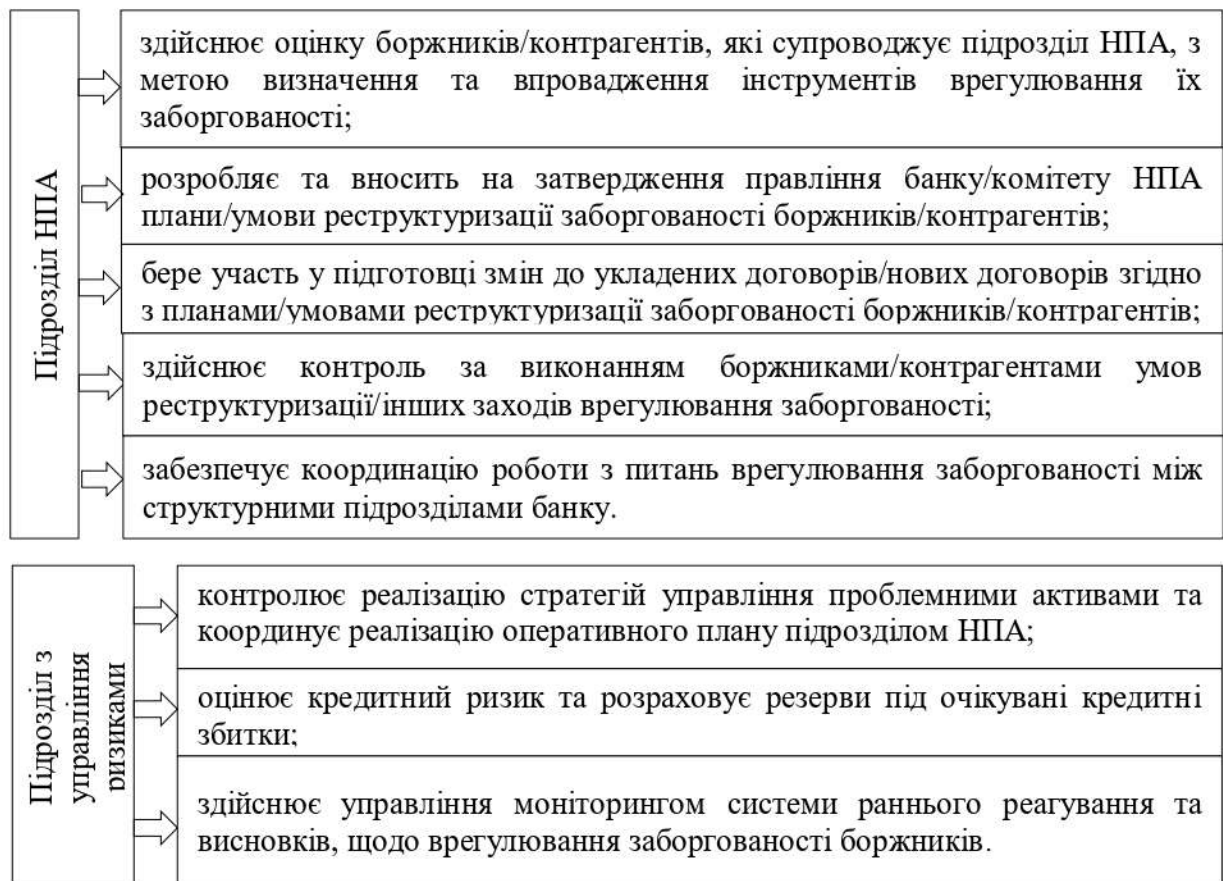 Підрозділ НПА
здійснює оцінку боржників/контрагентів, які супроводжує підрозділ НПА, з
метою визначення та впровадження інструментів врегулювання їх
заборгованості;
розробляє та вносить на затвердження правління банку/комітету НПА
плани/умови реструктуризації заборгованості боржників/контрагентів;
бере участь у підготовці змін до укладених договорів/нових договорів згідно
з планами/умовами реструктуризації заборгованості боржників/контрагентів;
здійснює контроль за виконанням боржниками/контрагентами умов
реструктуризації/інших заходів врегулювання заборгованості;
забезпечує координацію роботи з питань врегулювання заборгованості між
структурними підрозділами банку.
Підрозділ з
управління
ризиками
контролює реалізацію стратегій управління проблемними активами та
координує реалізацію оперативного плану підрозділом НПА;
оцінює кредитний ризик та розраховує резерви під очікувані кредитні
збитки;
здійснює управління моніторингом системи раннього реагування та
висновків, щодо врегулювання заборгованості боржників.